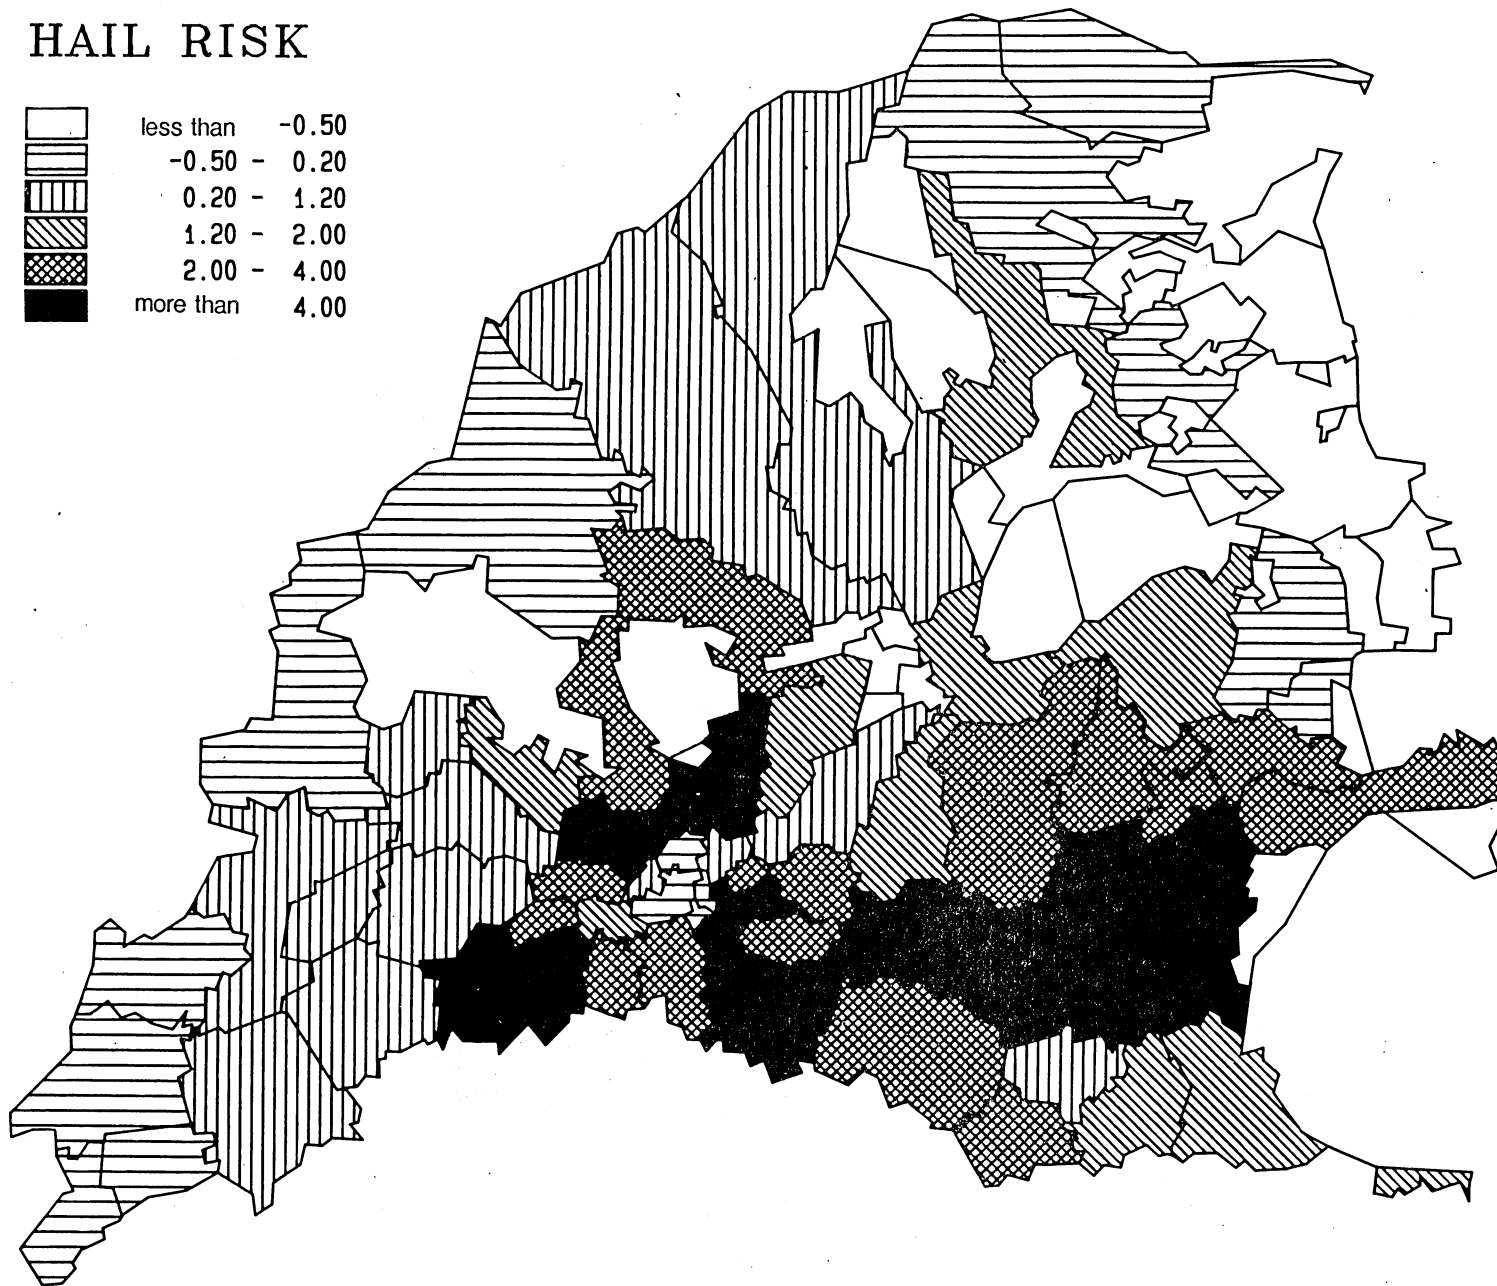 HAIL RISK
less than -0.50
-0.50 - 0.20
0.20 - 1.20
1.20 - 2.00
2.00 - 4.00
more than 4.00